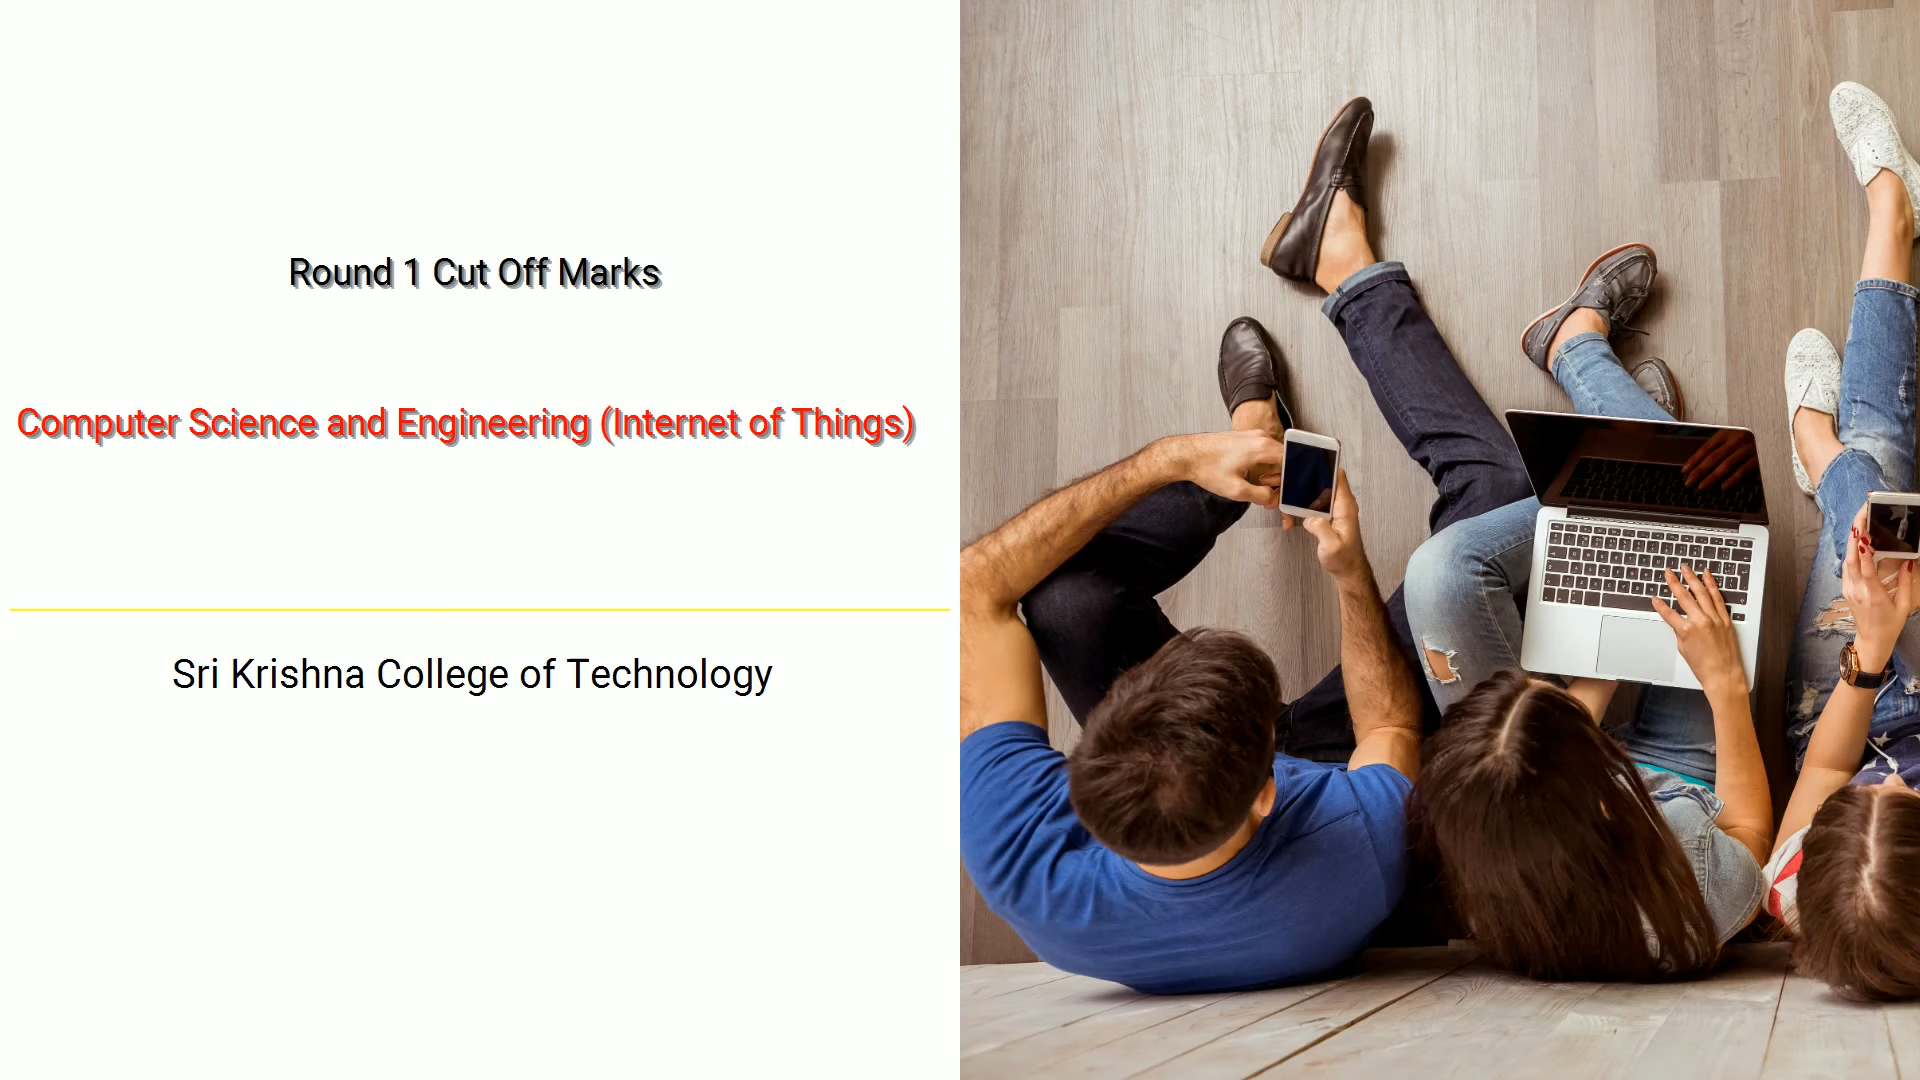 Round 1 Cut Off Marks
Computer Science and Engineering (Internet of Things)
Sri Krishna College of Technology